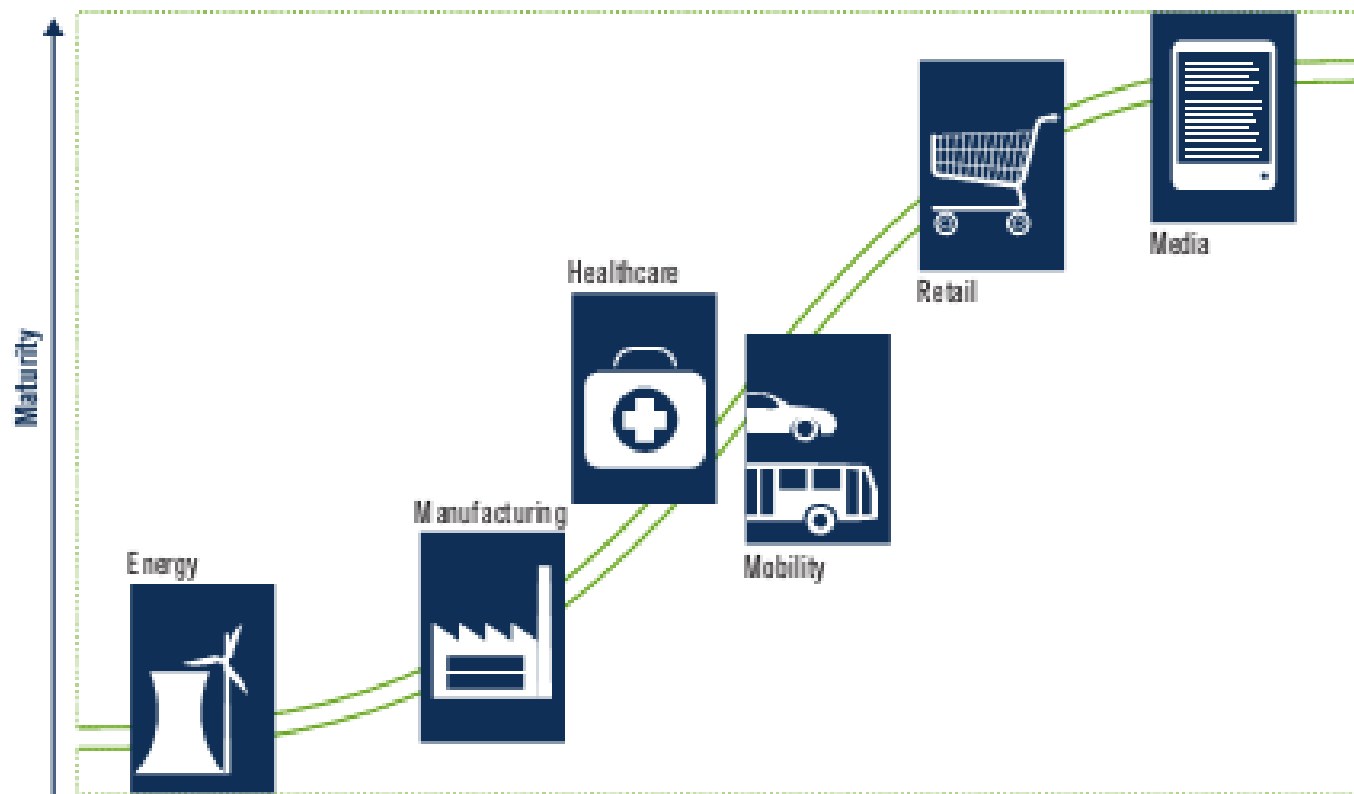 Maturity
Energy
Manufacturing
Healthcare
Mobility
Retail
Media